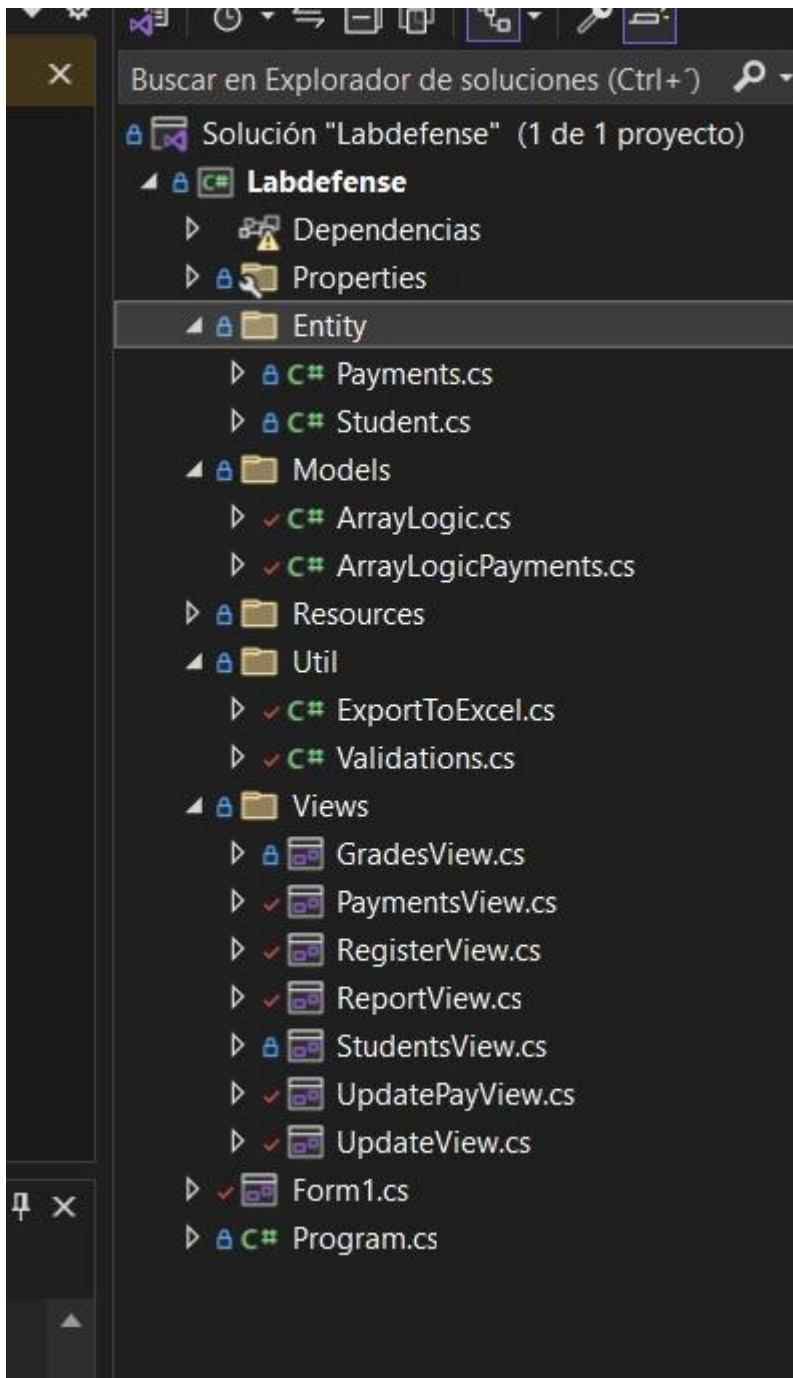 Buscar en Explorador de soluciones (Ctrl+´)
Solución "Labdefense" (1 de 1 proyecto)
C# Labdefense
Dependencias
Properties
Entity
C# Payments.cs
C# Student.cs
Models
C# ArrayLogic.cs
C# ArrayLogicPayments.cs
Resources
Util
C# ExportToExcel.cs
C# Validations.cs
Views
GradesView.cs
PaymentsView.cs
RegisterView.cs
ReportView.cs
StudentsView.cs
UpdatePayView.cs
UpdateView.cs
Form1.cs
C# Program.cs